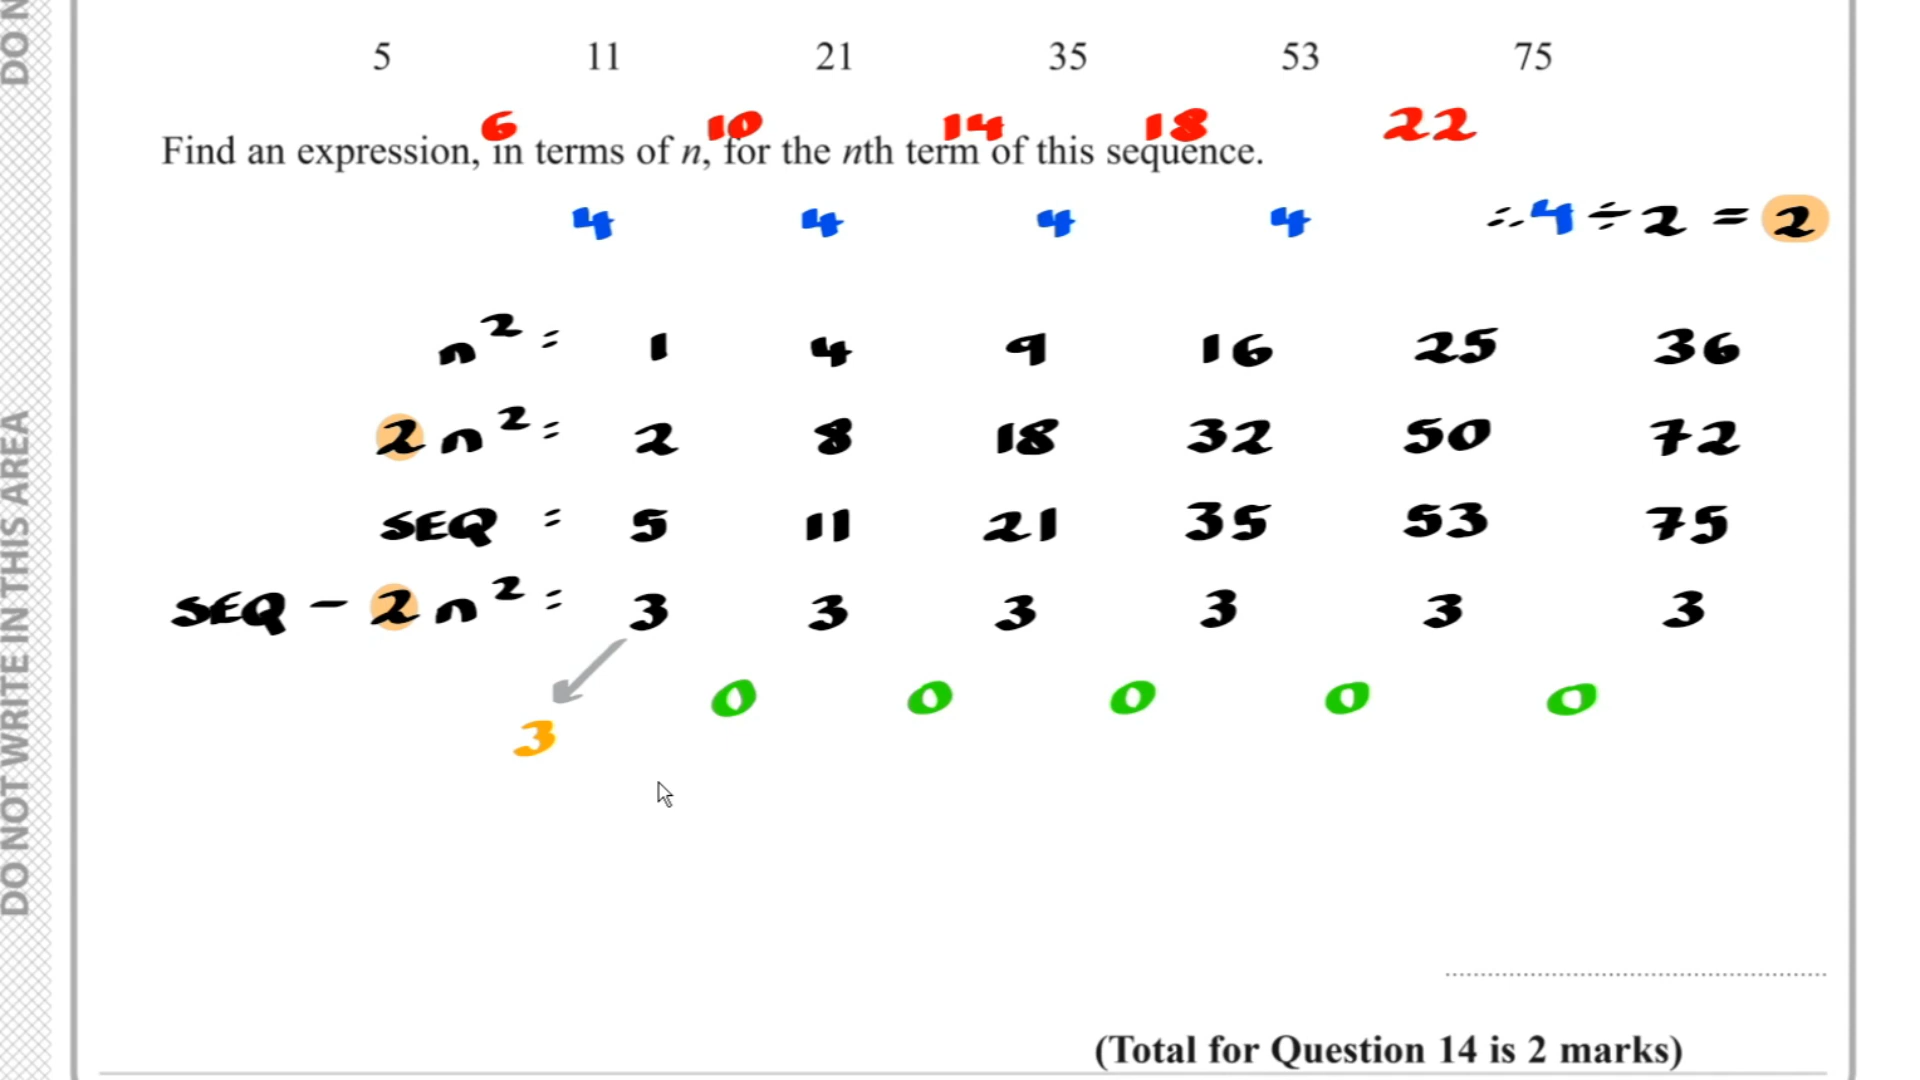 5 11 21 35 53 75
6 10 14 18 22
Find an expression, in terms of n, for the nth term of this sequence.
4 4 4 4 ∴ 4 ÷ 2 = 2
n² = 1 4 9 16 25 36
2n² = 2 8 18 32 50 72
SEQ = 5 11 21 35 53 75
SEQ - 2n² = 3 3 3 3 3 3
0 0 0 0 0
3
(Total for Question 14 is 2 marks)
DO NOT WRITE IN THIS AREA
DO N